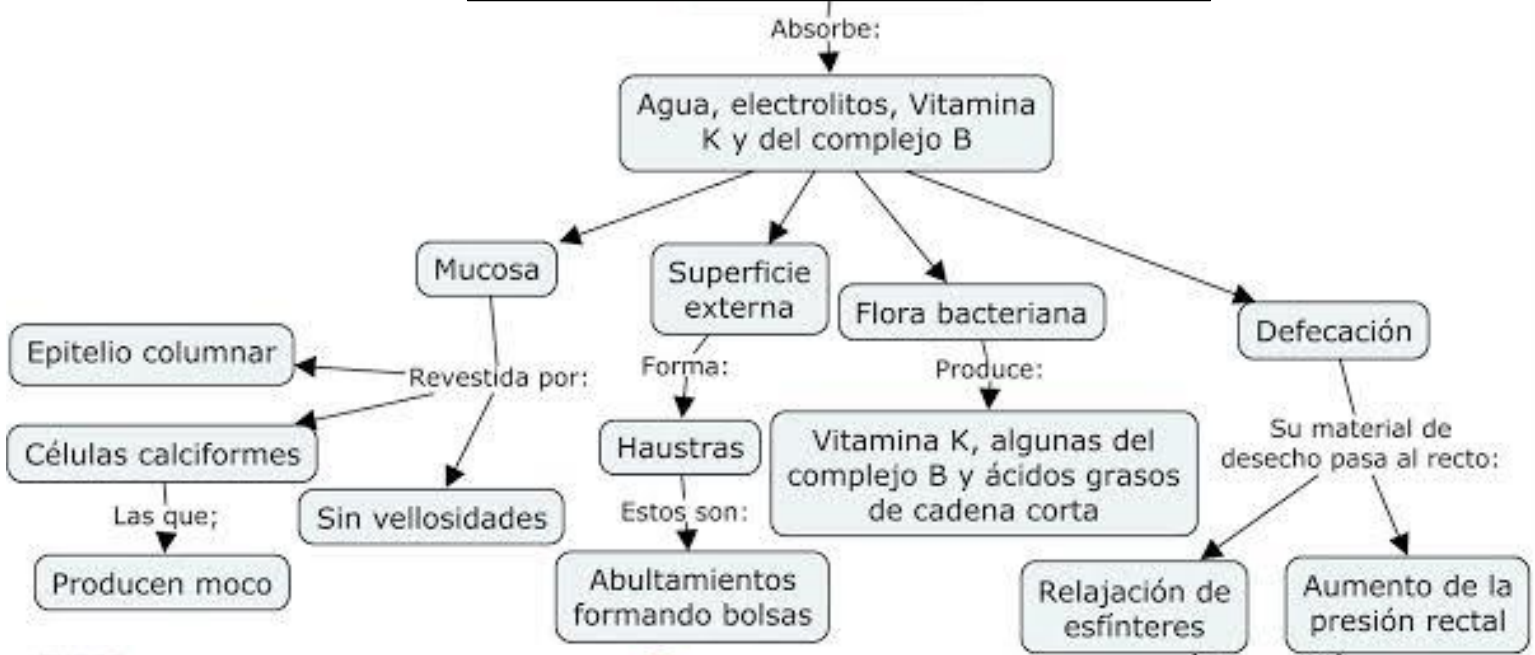 Absorbe:
Agua, electrolitos, Vitamina
K y del complejo B
Mucosa
Superficie
externa
Flora bacteriana
Defecación
Epitelio columnar
Revestida por:
Forma:
Produce:
Células calciformes
Haustras
Vitamina K, algunas del
complejo B y ácidos grasos
de cadena corta
Su material de
desecho pasa al recto:
Las que;
Sin vellosidades
Estos son:
Producen moco
Abultamientos
formando bolsas
Relajación de
esfínteres
Aumento de la
presión rectal